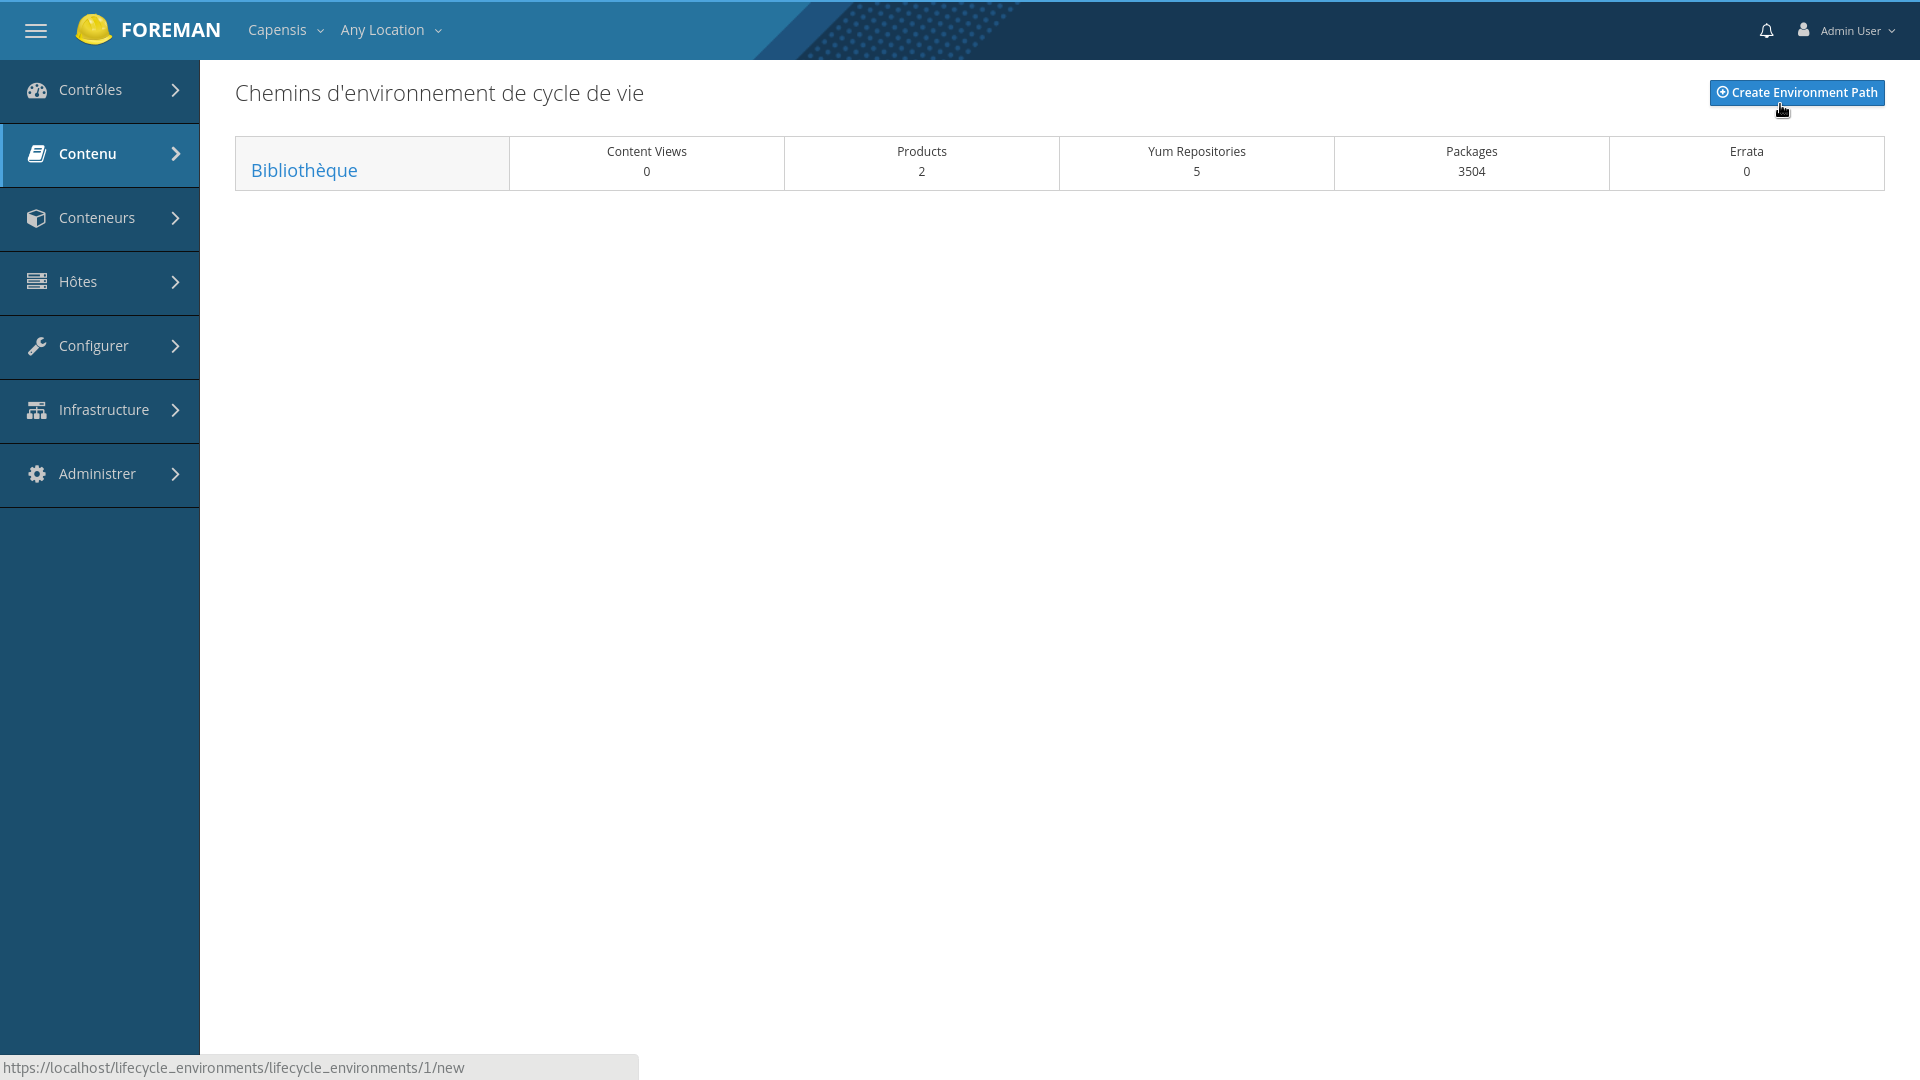 FOREMAN Capensis Any Location Admin User
Contrôles
Contenu
Conteneurs
Hôtes
Configurer
Infrastructure
Administrer
Chemins d'environnement de cycle de vie
Create Environment Path
Bibliothèque
Content Views
0
Products
2
Yum Repositories
5
Packages
3504
Errata
0
https://localhost/lifecycle_environments/lifecycle_environments/1/new